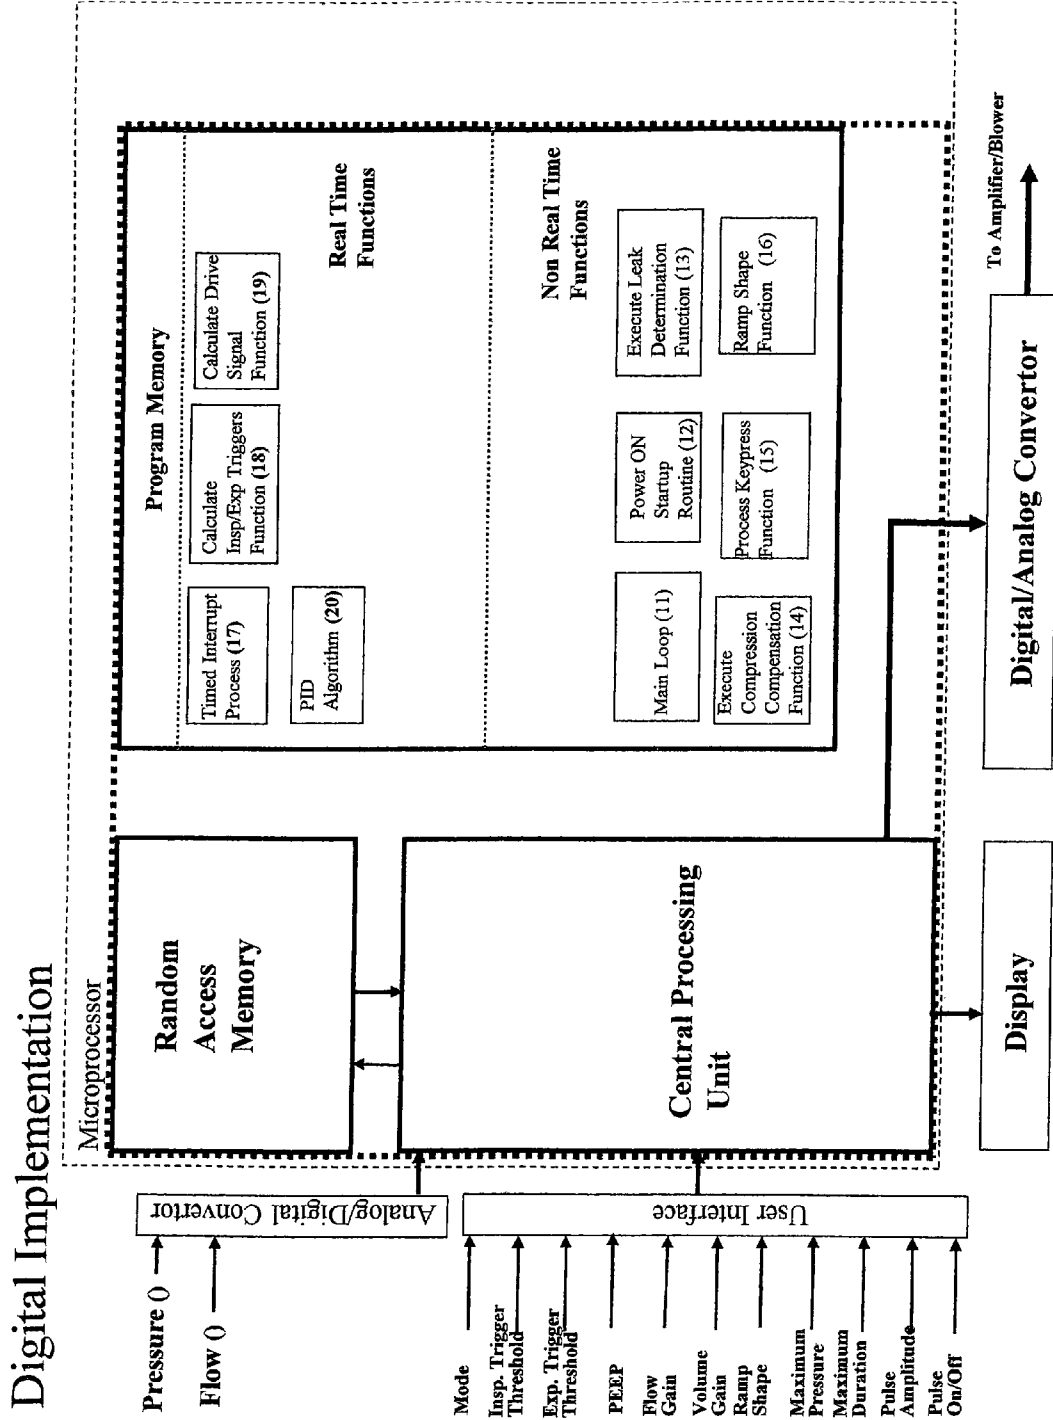 Digital Implementation
Microprocessor
Pressure ()
Flow ()
Analog/Digital Convertor
Mode
Insp. Trigger
Threshold
Exp. Trigger
Threshold
PEEP
Flow
Gain
Volume
Gain
Ramp
Shape
Maximum
Pressure
Maximum
Duration
Pulse
Amplitude
Pulse
On/Off
User Interface
Random
Access
Memory
Central Processing
Unit
Program Memory
Timed Interrupt
Process (17)
Calculate
Insp/Exp Triggers
Function (18)
Calculate Drive
Signal
Function (19)
PID
Algorithm (20)
Real Time
Functions
Non Real Time
Functions
Main Loop (11)
Power ON
Startup
Routine (12)
Execute Leak
Determination
Function (13)
Execute
Compression
Compensation
Function (14)
Process Keypress
Function (15)
Ramp Shape
Function (16)
Display
Digital/Analog Convertor
To Amplifier/Blower